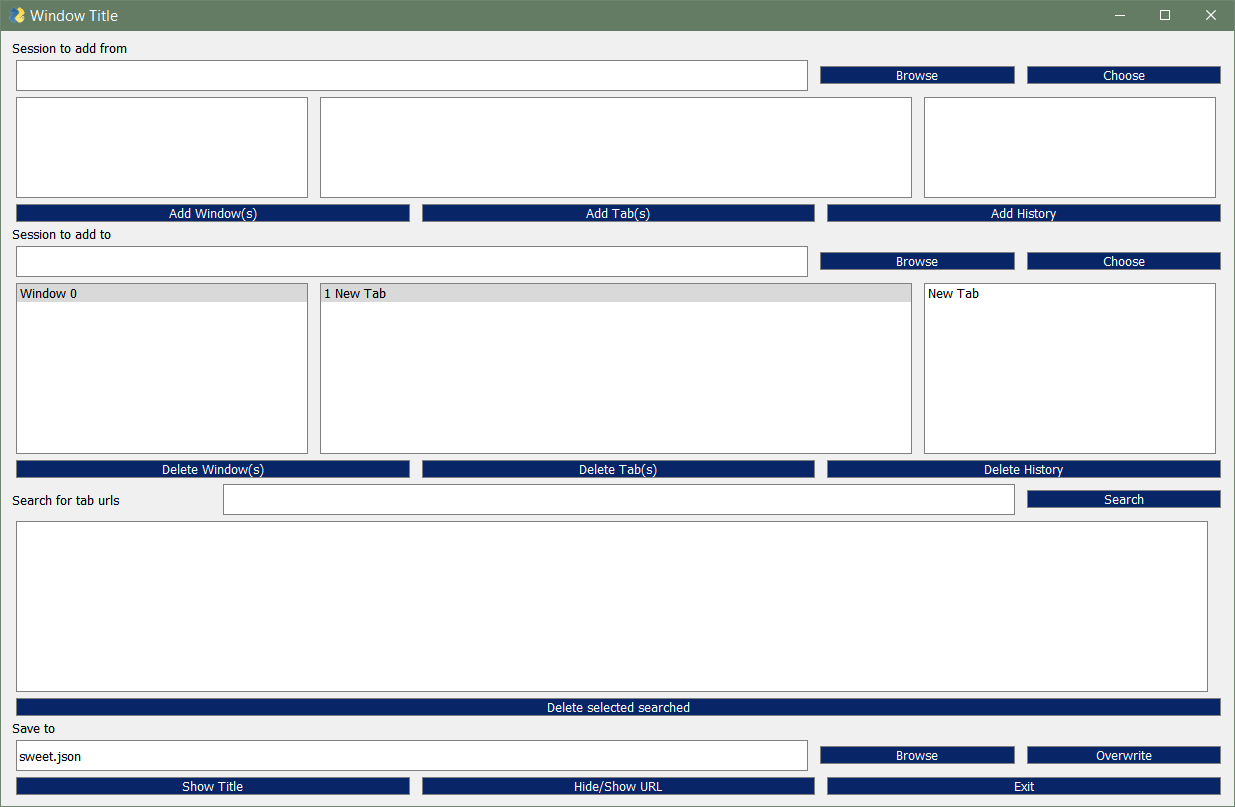 Window Title
Session to add from
Browse Choose
Add Window(s) Add Tab(s) Add History
Session to add to
Browse Choose
Window 0 1 New Tab New Tab
Delete Window(s) Delete Tab(s) Delete History
Search for tab urls Search
Delete selected searched
Save to
sweet.json Browse Overwrite
Show Title Hide/Show URL Exit